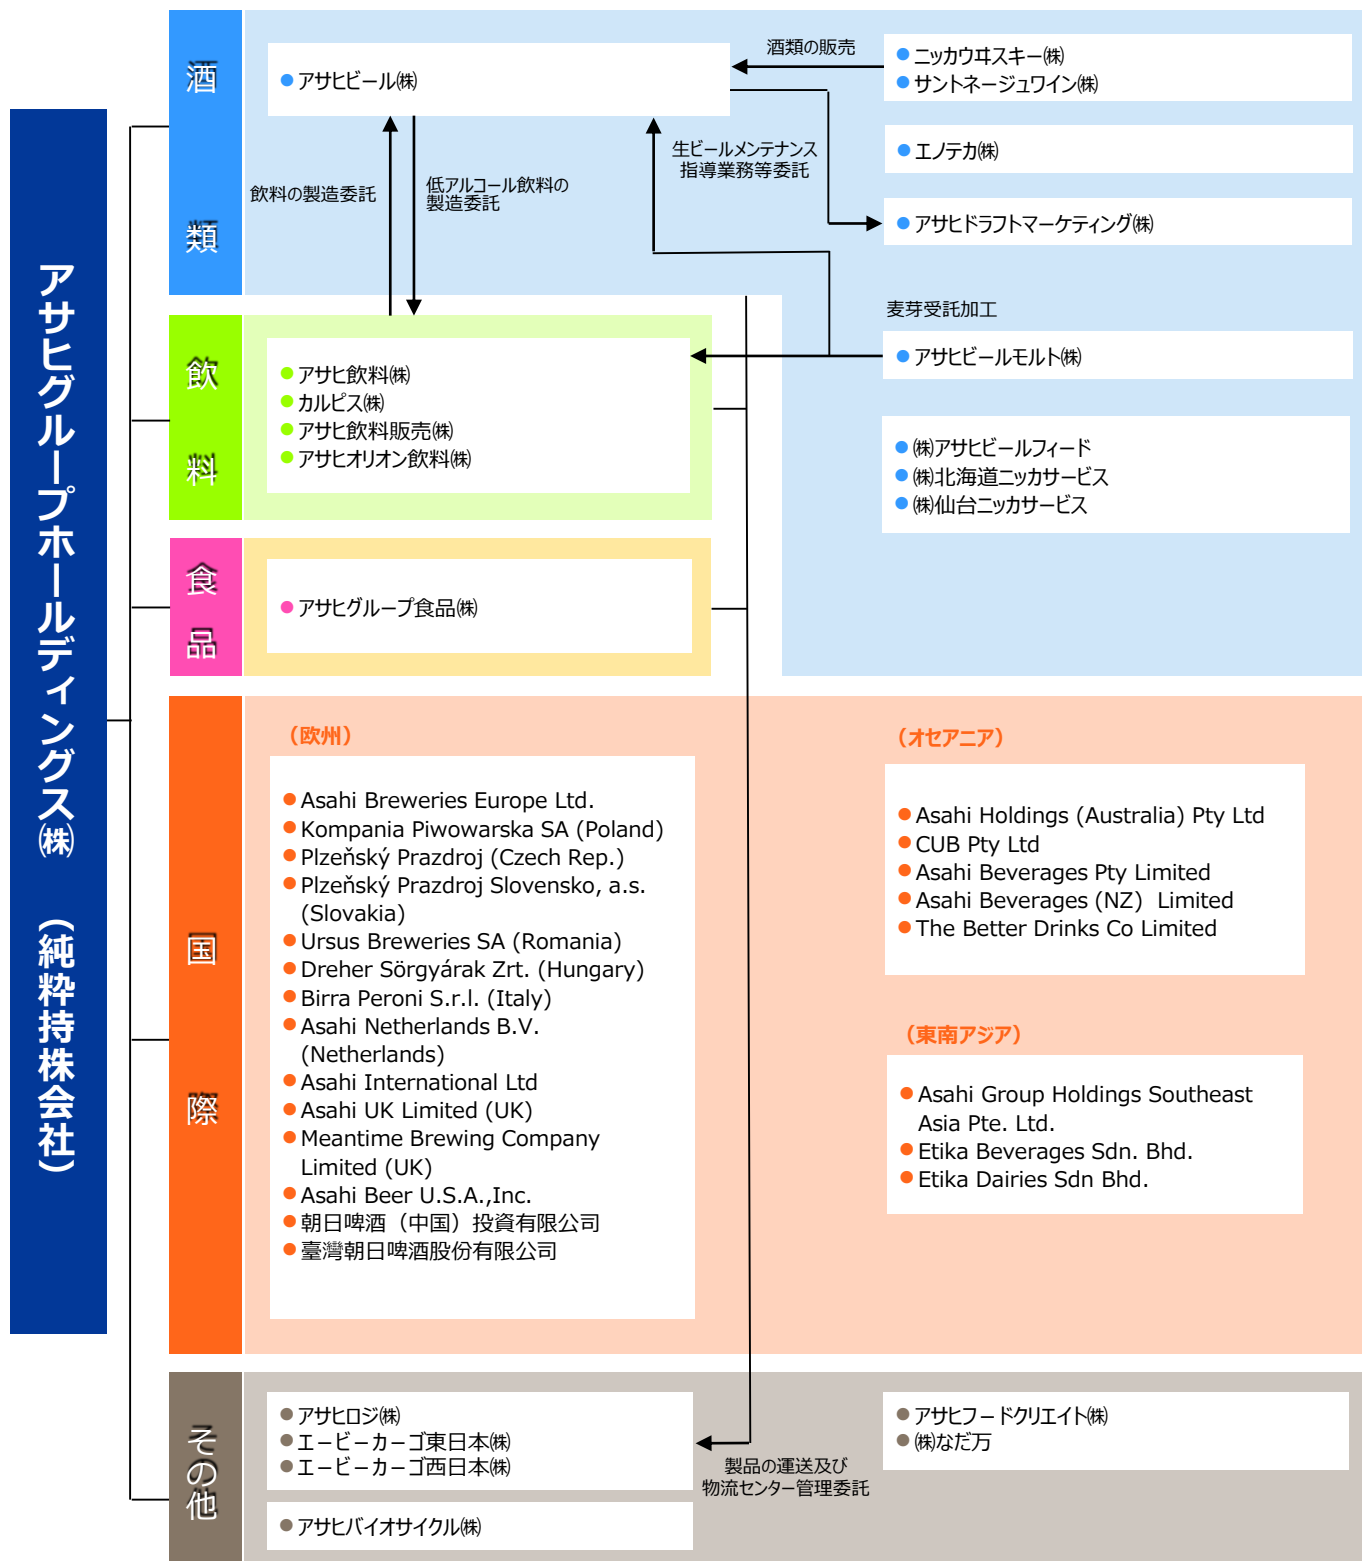 アサヒグループホールディングス㈱ （純粋持株会社）
酒類
アサヒビール㈱
酒類の販売
ニッカウヰスキー㈱
サントネージュワイン㈱
エノテカ㈱
生ビールメンテナンス
指導業務等委託
アサヒドラフトマーケティング㈱
飲料の製造委託
低アルコール飲料の
製造委託
麦芽受託加工
アサヒビールモルト㈱
㈱アサヒビールフィード
㈱北海道ニッカサービス
㈱仙台ニッカサービス
飲料
アサヒ飲料㈱
カルピス㈱
アサヒ飲料販売㈱
アサヒオリオン飲料㈱
食品
アサヒグループ食品㈱
国際
（欧州）
Asahi Breweries Europe Ltd.
Kompania Piwowarska SA (Poland)
Plzeňský Prazdroj (Czech Rep.)
Plzeňský Prazdroj Slovensko, a.s.
(Slovakia)
Ursus Breweries SA (Romania)
Dreher Sörgyárak Zrt. (Hungary)
Birra Peroni S.r.l. (Italy)
Asahi Netherlands B.V.
(Netherlands)
Asahi International Ltd
Asahi UK Limited (UK)
Meantime Brewing Company
Limited (UK)
Asahi Beer U.S.A.,Inc.
朝日啤酒（中国）投資有限公司
臺灣朝日啤酒股份有限公司
（オセアニア）
Asahi Holdings (Australia) Pty Ltd
CUB Pty Ltd
Asahi Beverages Pty Limited
Asahi Beverages (NZ) Limited
The Better Drinks Co Limited
（東南アジア）
Asahi Group Holdings Southeast
Asia Pte. Ltd.
Etika Beverages Sdn. Bhd.
Etika Dairies Sdn Bhd.
その他
アサヒロジ㈱
エービーカーゴ東日本㈱
エービーカーゴ西日本㈱
製品の運送及び
物流センター管理委託
アサヒフードクリエイト㈱
㈱なだ万
アサヒバイオサイクル㈱